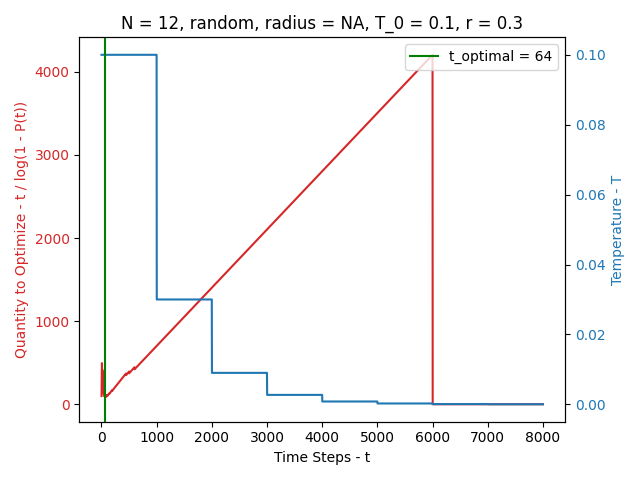 N = 12, random, radius = NA, T_0 = 0.1, r = 0.3
t_optimal = 64
Quantity to Optimize - t / log(1 - P(t))
4000
3000
2000
1000
0
0.10
0.08
0.06
0.04
0.02
0.00
Temperature - T
0 1000 2000 3000 4000 5000 6000 7000 8000
Time Steps - t